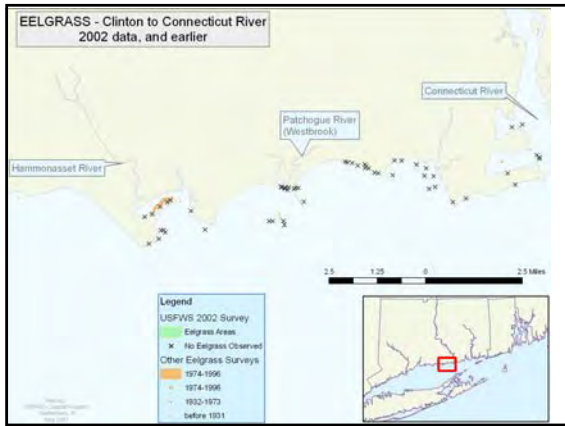 EELGRASS - Clinton to Connecticut River
2002 data, and earlier
Connecticut River
Patchogue River
(Westbrook)
Hammonasset River
2.5 1.25 0 2.5 Miles
Legend
USFWS 2002 Survey
Eelgrass Areas
No Eelgrass Observed
Other Eelgrass Surveys
1974-1996
1974-1996
1932-1973
before 1931